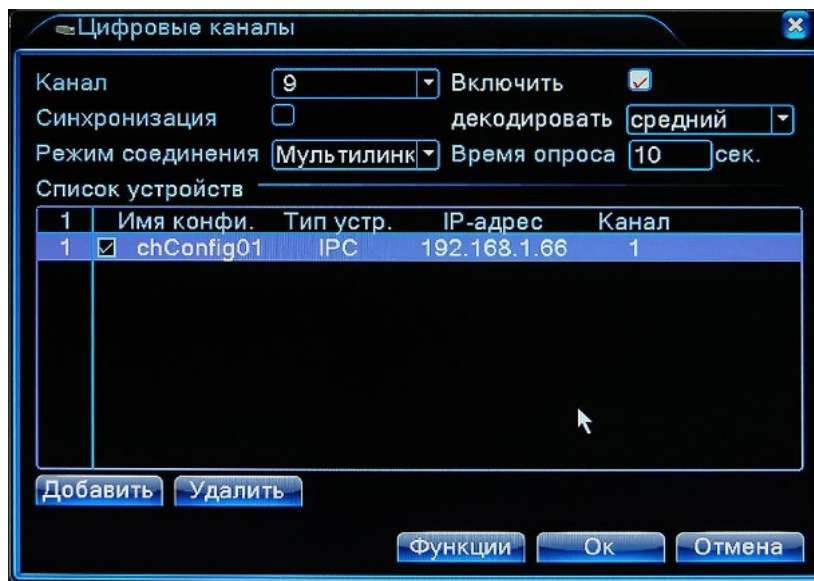 Цифровые каналы
Канал 9 Включить
Синхронизация декодировать средний
Режим соединения Мультилинк Время опроса 10 сек.
Список устройств
1 Имя конфи. Тип устр. IP-адрес Канал
1 chConfig01 IPC 192.168.1.66 1
Добавить Удалить
Функции Ок Отмена